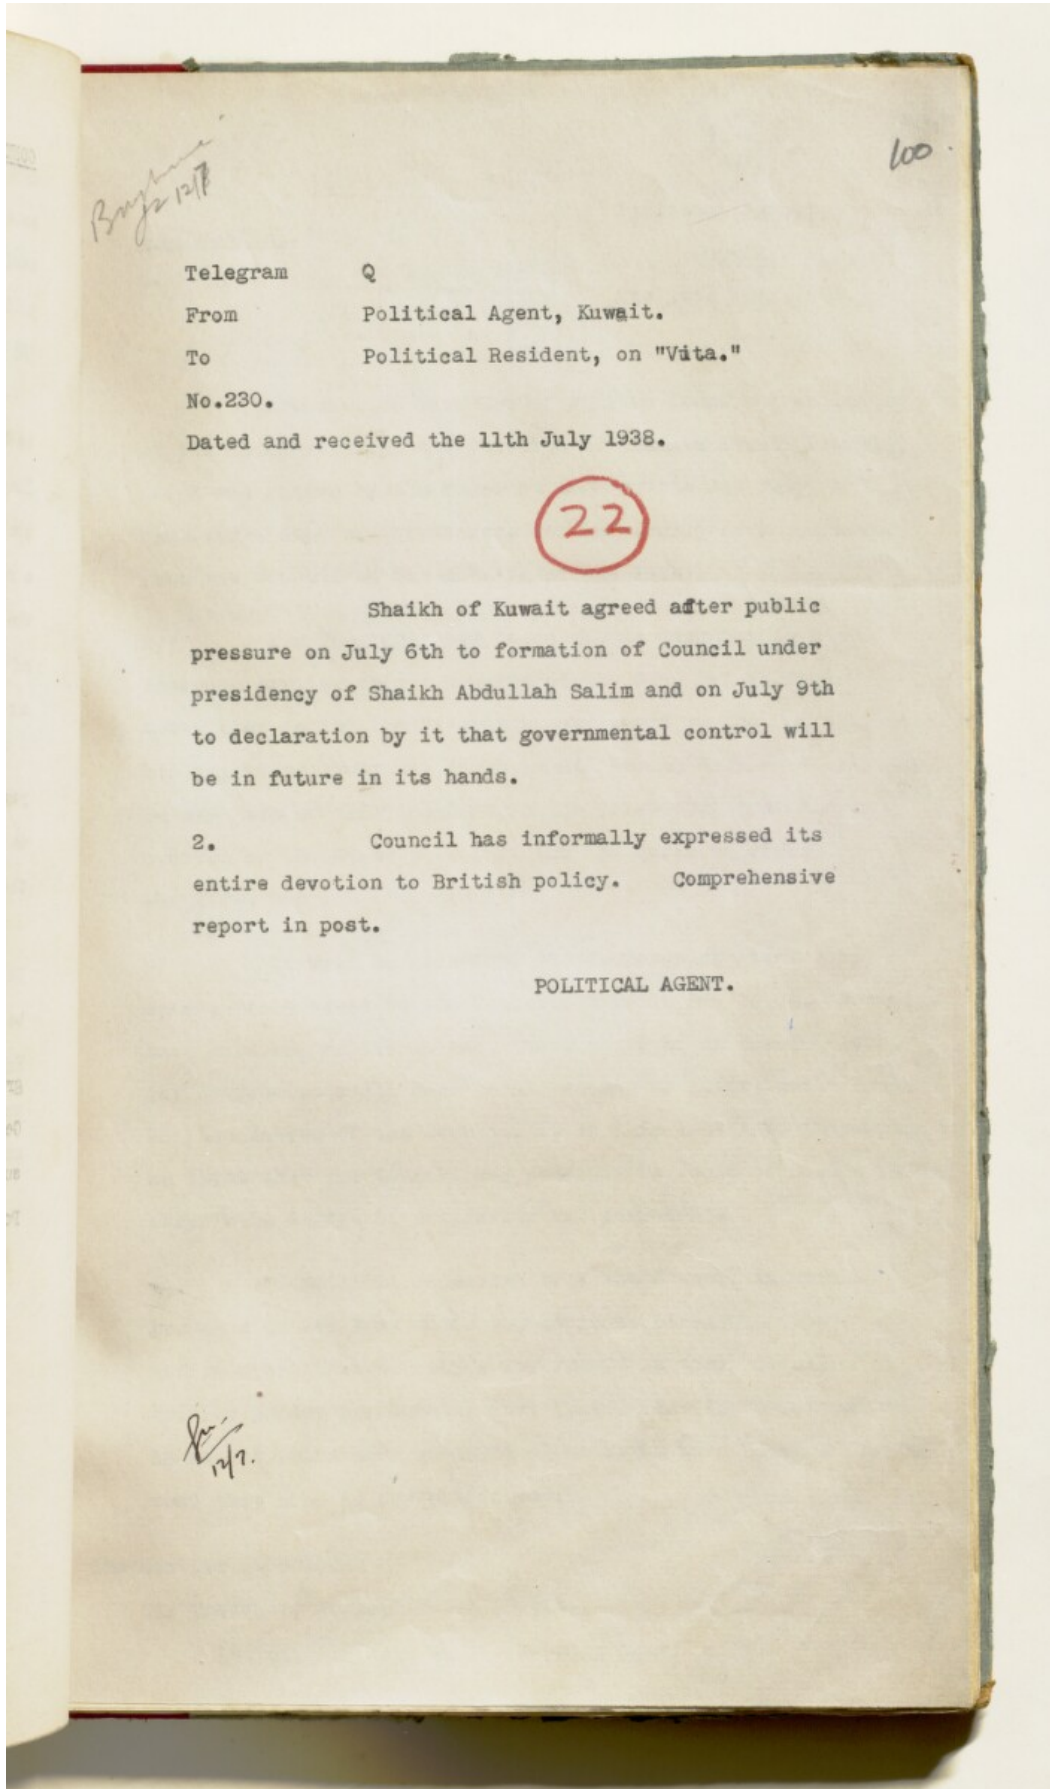 100
12/7
Telegram Q
From Political Agent, Kuwait.
To Political Resident, on "Vita."
No.230.
Dated and received the 11th July 1938.
22
Shaikh of Kuwait agreed after public
pressure on July 6th to formation of Council under
presidency of Shaikh Abdullah Salim and on July 9th
to declaration by it that governmental control will
be in future in its hands.
2. Council has informally expressed its
entire devotion to British policy. Comprehensive
report in post.
POLITICAL AGENT.
12/7.